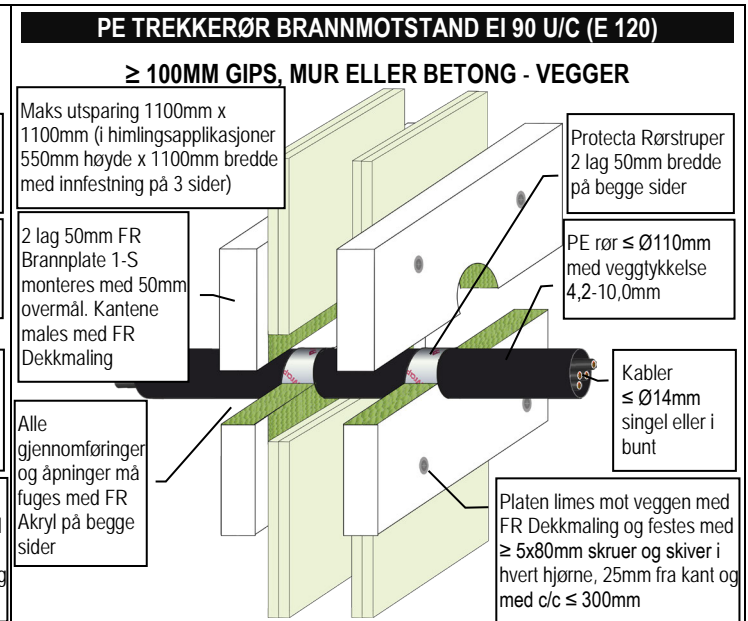 PE TREKKERØR BRANNMOTSTAND EI 90 U/C (E 120)
≥ 100MM GIPS, MUR ELLER BETONG - VEGGER
Maks utsparing 1100mm x
1100mm (i himlingsapplikasjoner
550mm høyde x 1100mm bredde
med innfestning på 3 sider)
2 lag 50mm FR
Brannplate 1-S
monteres med 50mm
overmål. Kantene
males med FR
Dekkmaling
Alle
gjennomføringer
og åpninger må
fuges med FR
Akryl på begge
sider
Protecta Rørstruper
2 lag 50mm bredde
på begge sider
PE rør ≤ Ø110mm
med veggtykkelse
4,2-10,0mm
Kabler
≤ Ø14mm
singel eller i
bunt
Platen limes mot veggen med
FR Dekkmaling og festes med
≥ 5x80mm skruer og skiver i
hvert hjørne, 25mm fra kant og
med c/c ≤ 300mm